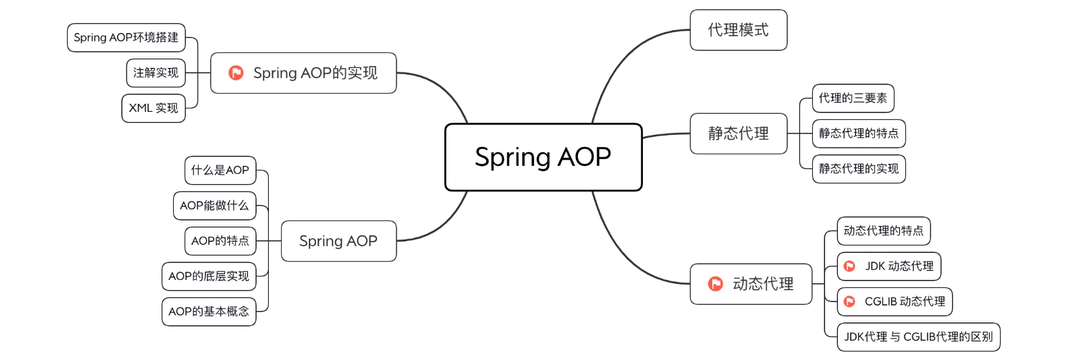 Spring AOP
代理模式
静态代理
代理的三要素
静态代理的特点
静态代理的实现
动态代理
动态代理的特点
JDK 动态代理
CGLIB 动态代理
JDK代理 与 CGLIB代理的区别
Spring AOP的实现
Spring AOP环境搭建
注解实现
XML 实现
Spring AOP
什么是AOP
AOP能做什么
AOP的特点
AOP的底层实现
AOP的基本概念